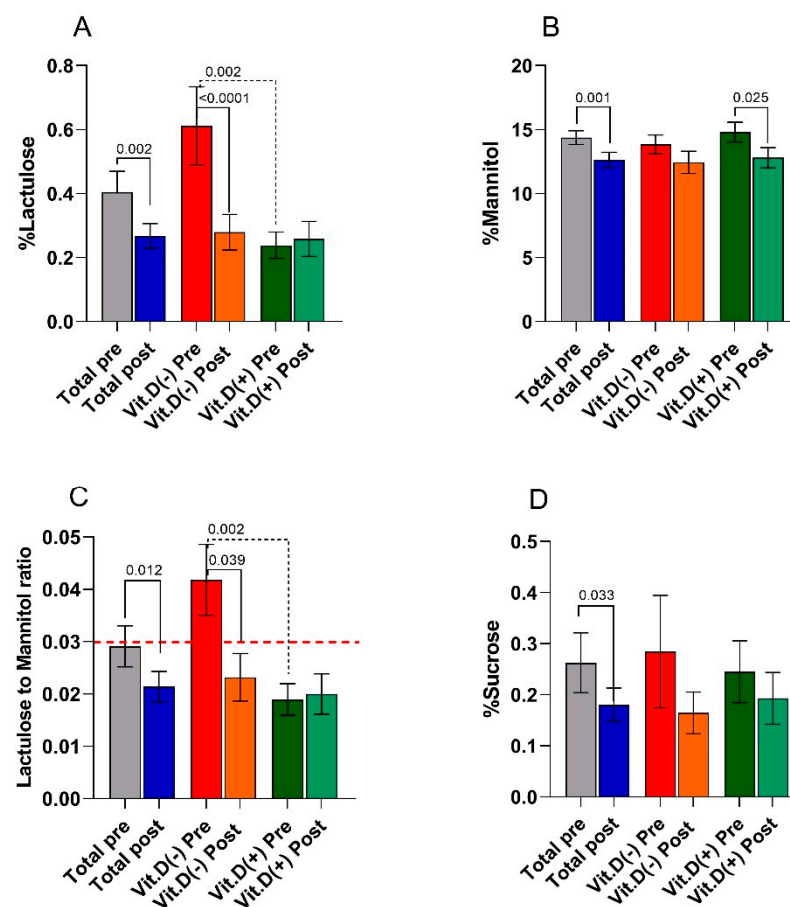 A
%Lactulose
0.8
0.6
0.4
0.2
0.0
0.002
0.002
<0.0001
Total pre
Total post
Vit.D(-) Pre
Vit.D(-) Post
Vit.D(+) Pre
Vit.D(+) Post
B
%Mannitol
20
15
10
5
0
0.001
0.025
Total pre
Total post
Vit.D(-) Pre
Vit.D(-) Post
Vit.D(+) Pre
Vit.D(+) Post
C
Lactulose to Mannitol ratio
0.05
0.04
0.03
0.02
0.01
0.00
0.012
0.002
0.039
Total pre
Total post
Vit.D(-) Pre
Vit.D(-) Post
Vit.D(+) Pre
Vit.D(+) Post
D
%Sucrose
0.5
0.4
0.3
0.2
0.1
0.0
0.033
Total pre
Total post
Vit.D(-) Pre
Vit.D(-) Post
Vit.D(+) Pre
Vit.D(+) Post